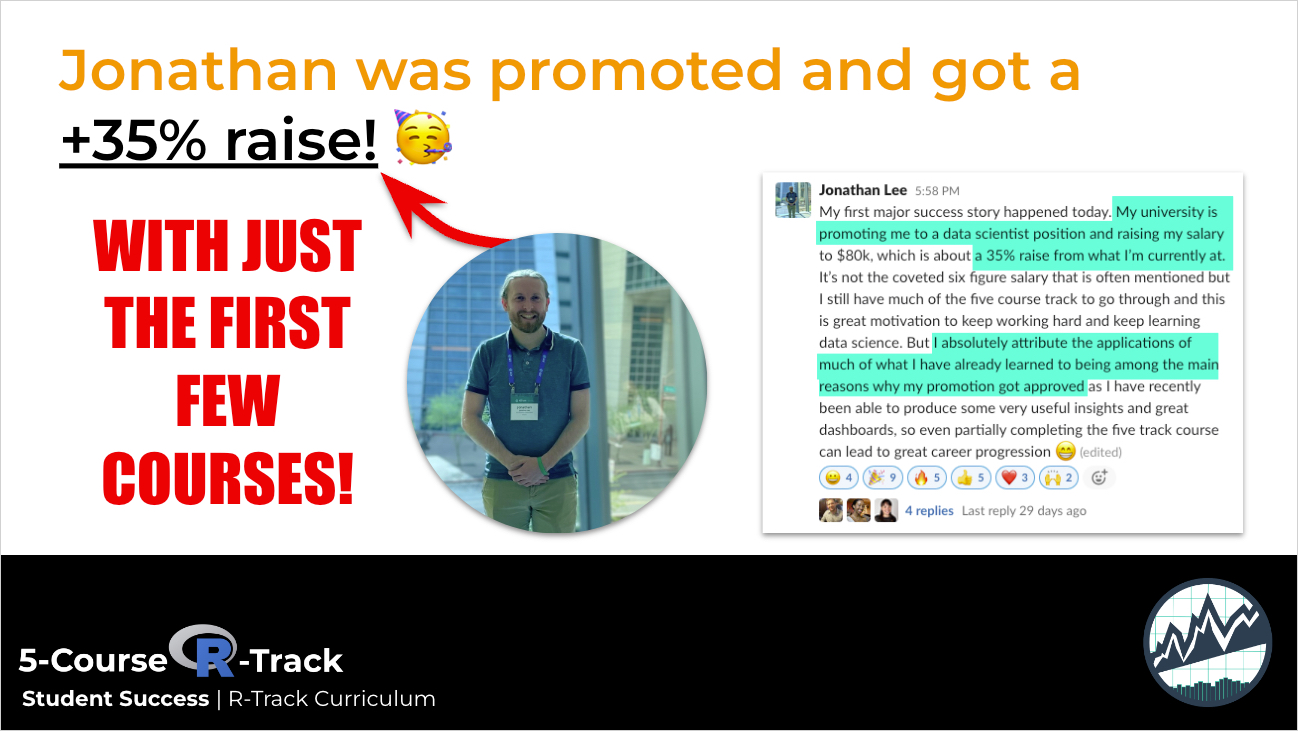 Jonathan was promoted and got a
+35% raise! 🥳
WITH JUST
THE FIRST
FEW
COURSES!
Jonathan Lee 5:58 PM
My first major success story happened today. My university is
promoting me to a data scientist position and raising my salary
to $80k, which is about a 35% raise from what I'm currently at.
It's not the coveted six figure salary that is often mentioned but
I still have much of the five course track to go through and this
is great motivation to keep working hard and keep learning
data science. But I absolutely attribute the applications of
much of what I have already learned to being among the main
reasons why my promotion got approved as I have recently
been able to produce some very useful insights and great
dashboards, so even partially completing the five track course
can lead to great career progression 😁 (edited)
😀 4 🎉 9 🔥 5 👍 5 ❤️ 3 🙌 2
4 replies Last reply 29 days ago
5-Course R-Track
Student Success | R-Track Curriculum